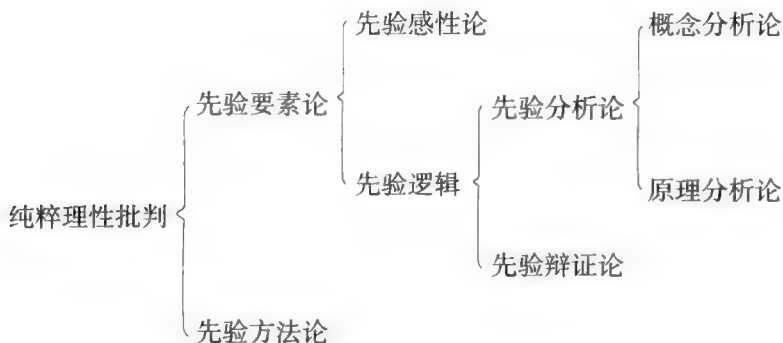 先验感性论
概念分析论
先验要素论
先验分析论
先验逻辑
原理分析论
纯粹理性批判
先验辩证论
先验方法论